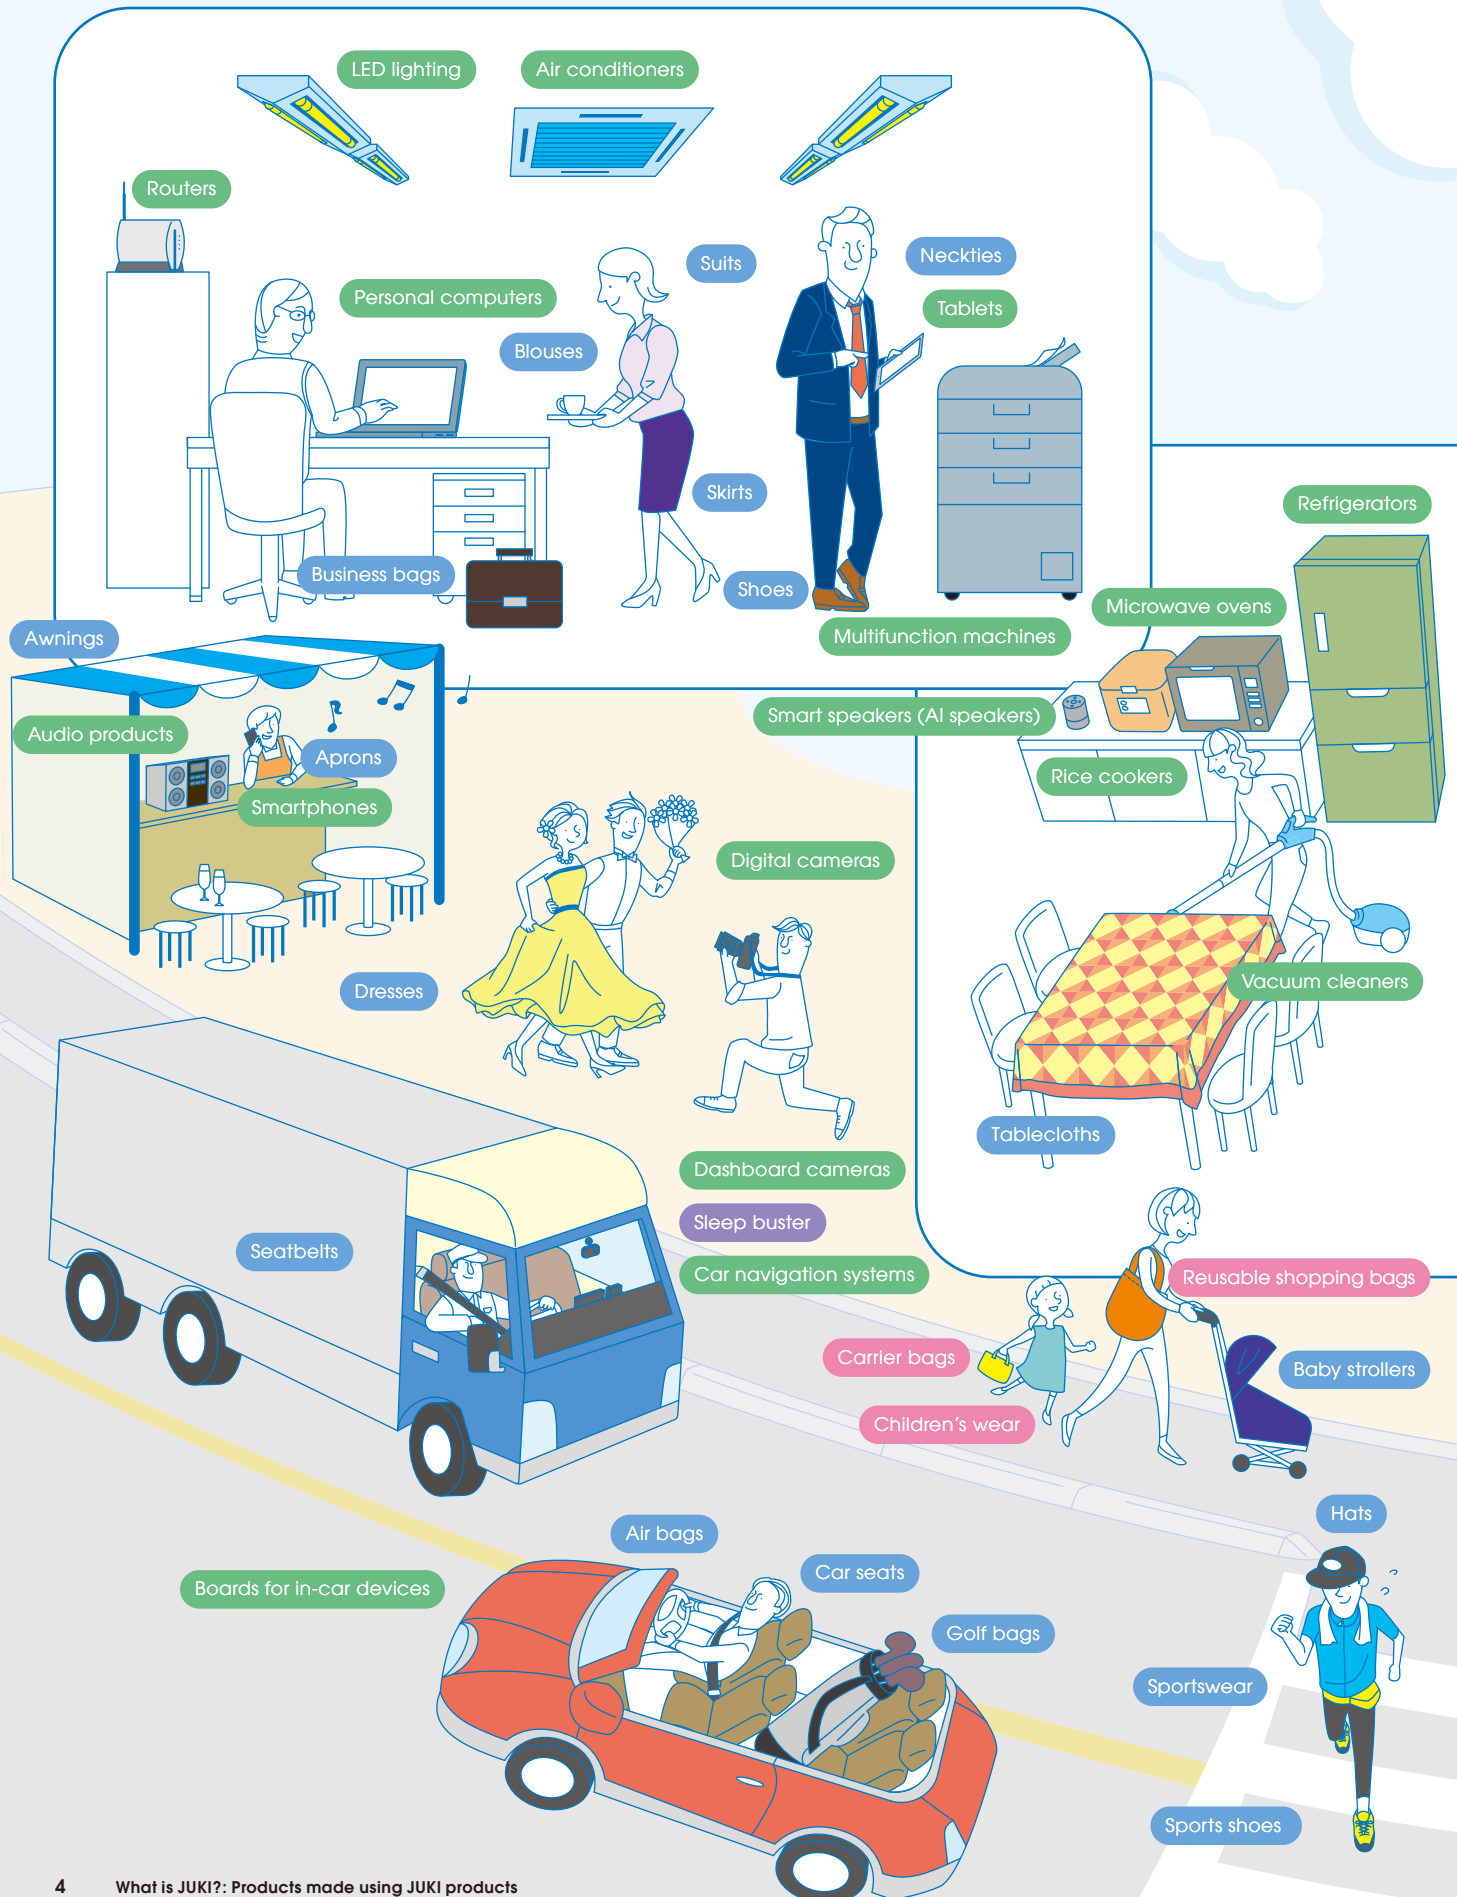 LED lighting
Air conditioners
Routers
Suits
Neckties
Personal computers
Tablets
Blouses
Skirts
Refrigerators
Business bags
Shoes
Microwave ovens
Multifunction machines
Awnings
Smart speakers (AI speakers)
Audio products
Aprons
Rice cookers
Smartphones
Digital cameras
Vacuum cleaners
Dresses
Tablecloths
Dashboard cameras
Sleep buster
Seatbelts
Car navigation systems
Reusable shopping bags
Carrier bags
Baby strollers
Children’s wear
Hats
Air bags
Car seats
Boards for in-car devices
Golf bags
Sportswear
Sports shoes
4 What is JUKI?: Products made using JUKI products